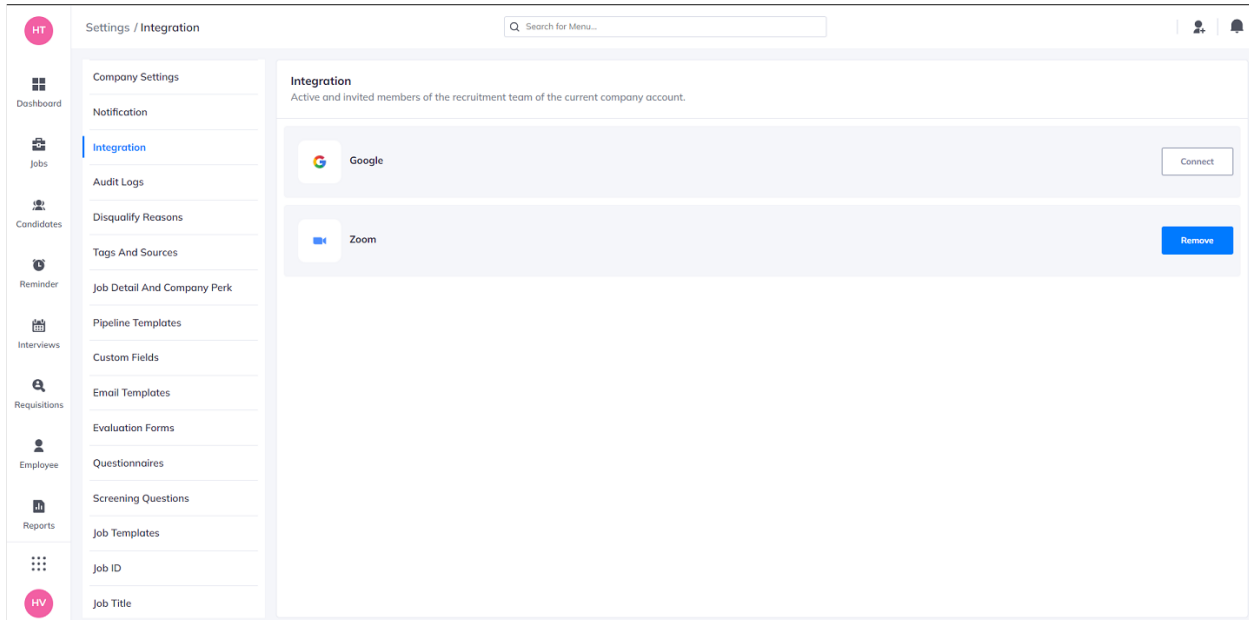 HT
Settings / Integration
Search for Menu...
Dashboard
Jobs
Candidates
Reminder
Interviews
Requisitions
Employee
Reports
HV
Company Settings
Notification
Integration
Audit Logs
Disqualify Reasons
Tags And Sources
Job Detail And Company Perk
Pipeline Templates
Custom Fields
Email Templates
Evaluation Forms
Questionnaires
Screening Questions
Job Templates
Job ID
Job Title
Integration
Active and invited members of the recruitment team of the current company account.
Google
Connect
Zoom
Remove